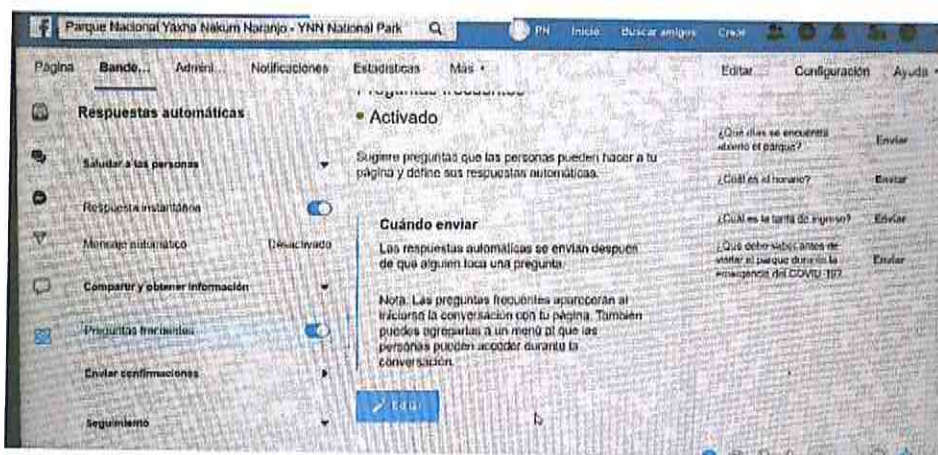 Parque Nacional Yaxha Nakum Naranjo - YNN National Park
PN Inicio Buscar amigos Crear
Página Bande... Admini... Notificaciones Estadísticas Más Editar... Configuración Ayuda
Respuestas automáticas
Saludar a las personas
Respuesta instantánea
Mensaje automático Desactivado
Compartir y obtener información
Preguntas frecuentes
Enviar confirmaciones
Seguimiento
Preguntas frecuentes
Activado
Sugiere preguntas que las personas pueden hacer a tu
página y define sus respuestas automáticas.
Cuándo enviar
Las respuestas automáticas se envían después
de que alguien toca una pregunta.
Nota: Las preguntas frecuentes aparecerán al
iniciarse la conversación con tu página. También
puedes agregarlas a un menú al que las
personas pueden acceder durante la
conversación.
Editar
¿Qué días se encuentra
abierto el parque? Enviar
¿Cuál es el horario? Enviar
¿Cuál es la tarifa de ingreso? Enviar
¿Qué debo saber antes de
visitar el parque durante la
emergencia del COVID-19? Enviar